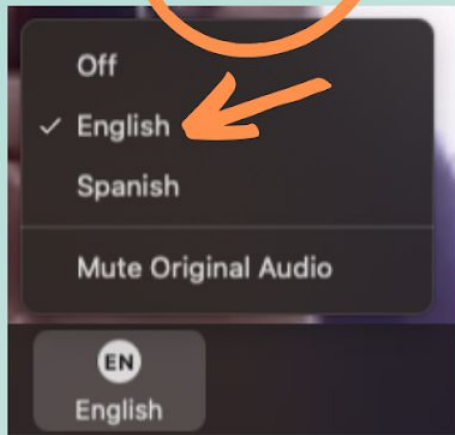 Off
✓ English
Spanish
Mute Original Audio
EN
English